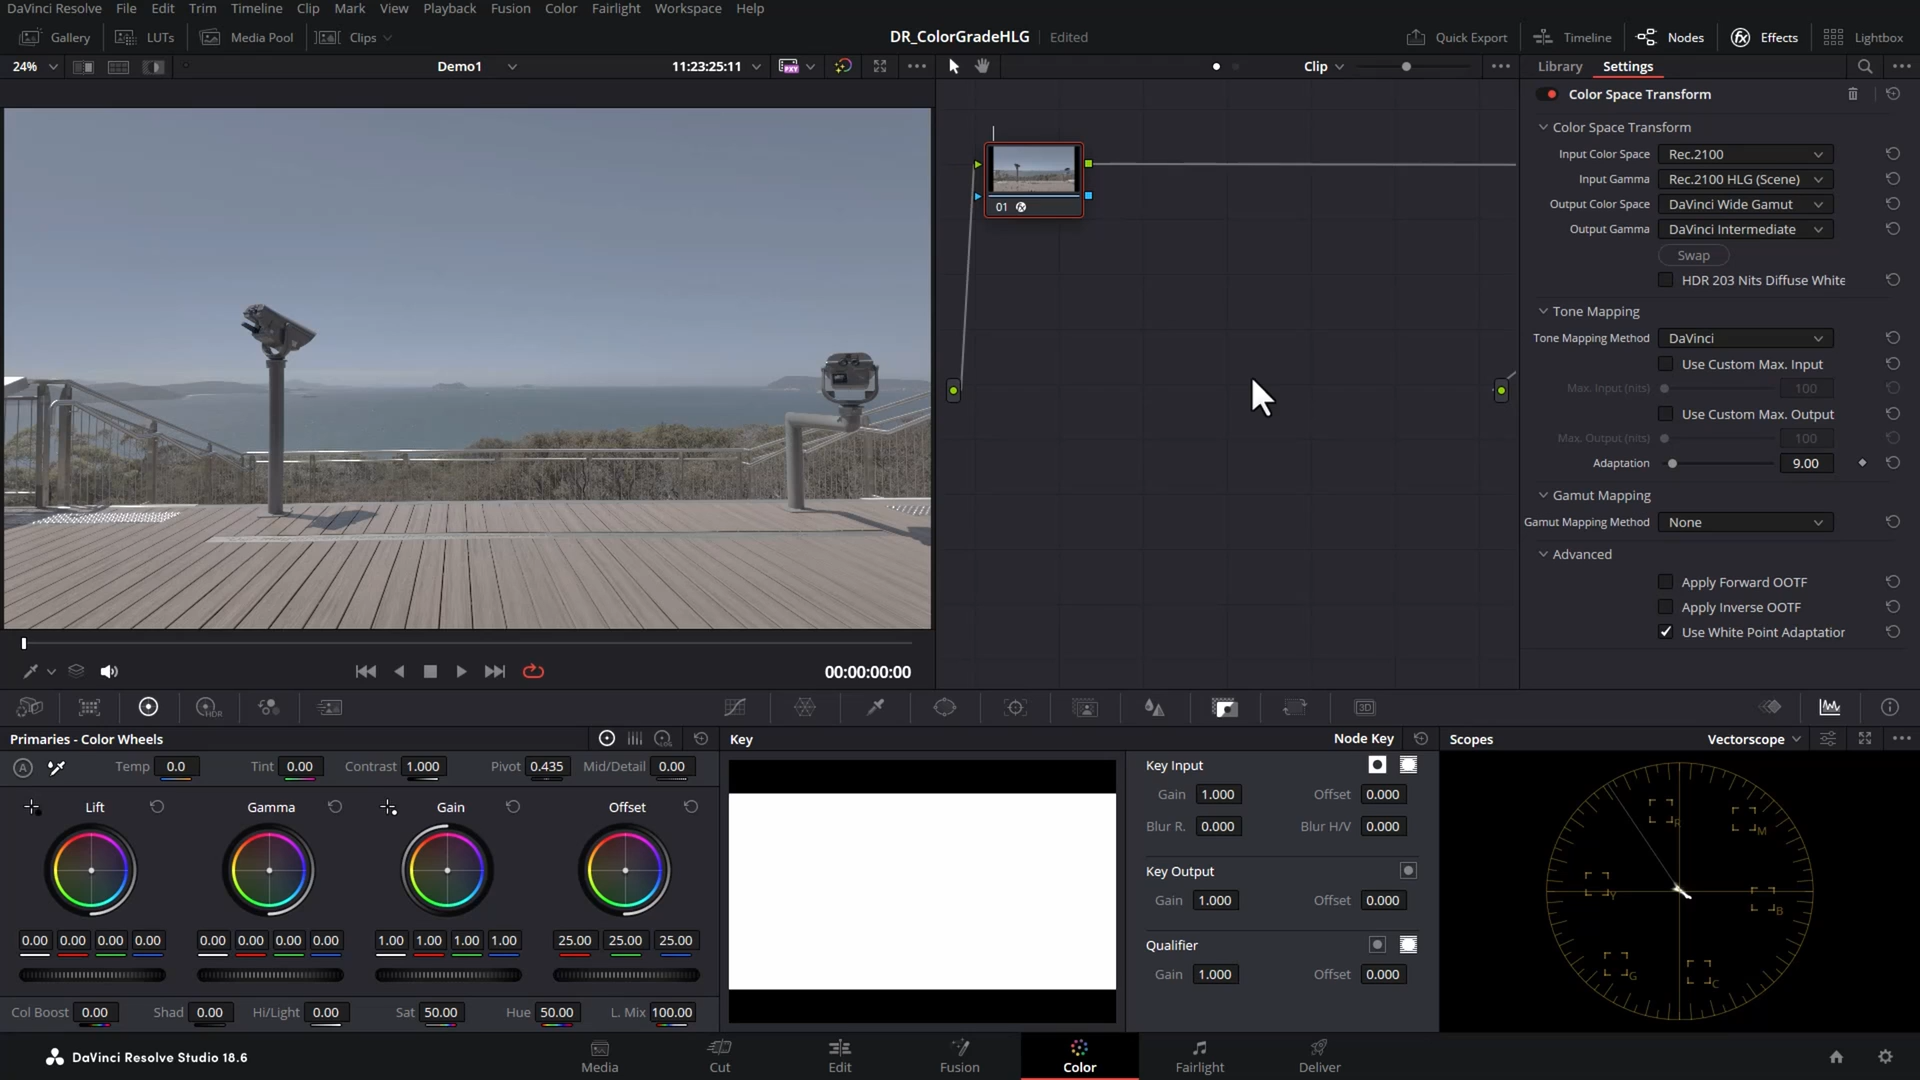 DaVinci Resolve File Edit Trim Timeline Clip Mark View Playback Fusion Color Fairlight Workspace Help
Gallery LUTs Media Pool Clips DR_ColorGradeHLG Edited Quick Export Timeline Nodes Effects Lightbox
24% Demo1 11:23:25:11 PXY Clip Library Settings
Color Space Transform
Color Space Transform
Input Color Space Rec.2100
Input Gamma Rec.2100 HLG (Scene)
01
Output Color Space DaVinci Wide Gamut
Output Gamma DaVinci Intermediate
Swap
HDR 203 Nits Diffuse White
Tone Mapping
Tone Mapping Method DaVinci
Use Custom Max. Input
Max. Input (nits) 100
Use Custom Max. Output
Max. Output (nits) 100
Adaptation 9.00
Gamut Mapping
Gamut Mapping Method None
Advanced
Apply Forward OOTF
Apply Inverse OOTF
Use White Point Adaptation
00:00:00:00
HDR 3D
Primaries - Color Wheels LOG Key Node Key Scopes Vectorscope
A Temp 0.0 Tint 0.00 Contrast 1.000 Pivot 0.435 Mid/Detail 0.00
Lift Gamma Gain Offset
0.00 0.00 0.00 0.00 0.00 0.00 0.00 0.00 1.00 1.00 1.00 1.00 25.00 25.00 25.00
Col Boost 0.00 Shad 0.00 Hi/Light 0.00 Sat 50.00 Hue 50.00 L. Mix 100.00
Key Input
Gain 1.000 Offset 0.000
Blur R. 0.000 Blur H/V 0.000
Key Output
Gain 1.000 Offset 0.000
Qualifier
Gain 1.000 Offset 0.000
R M
Y B
G C
DaVinci Resolve Studio 18.6 Media Cut Edit Fusion Color Fairlight Deliver